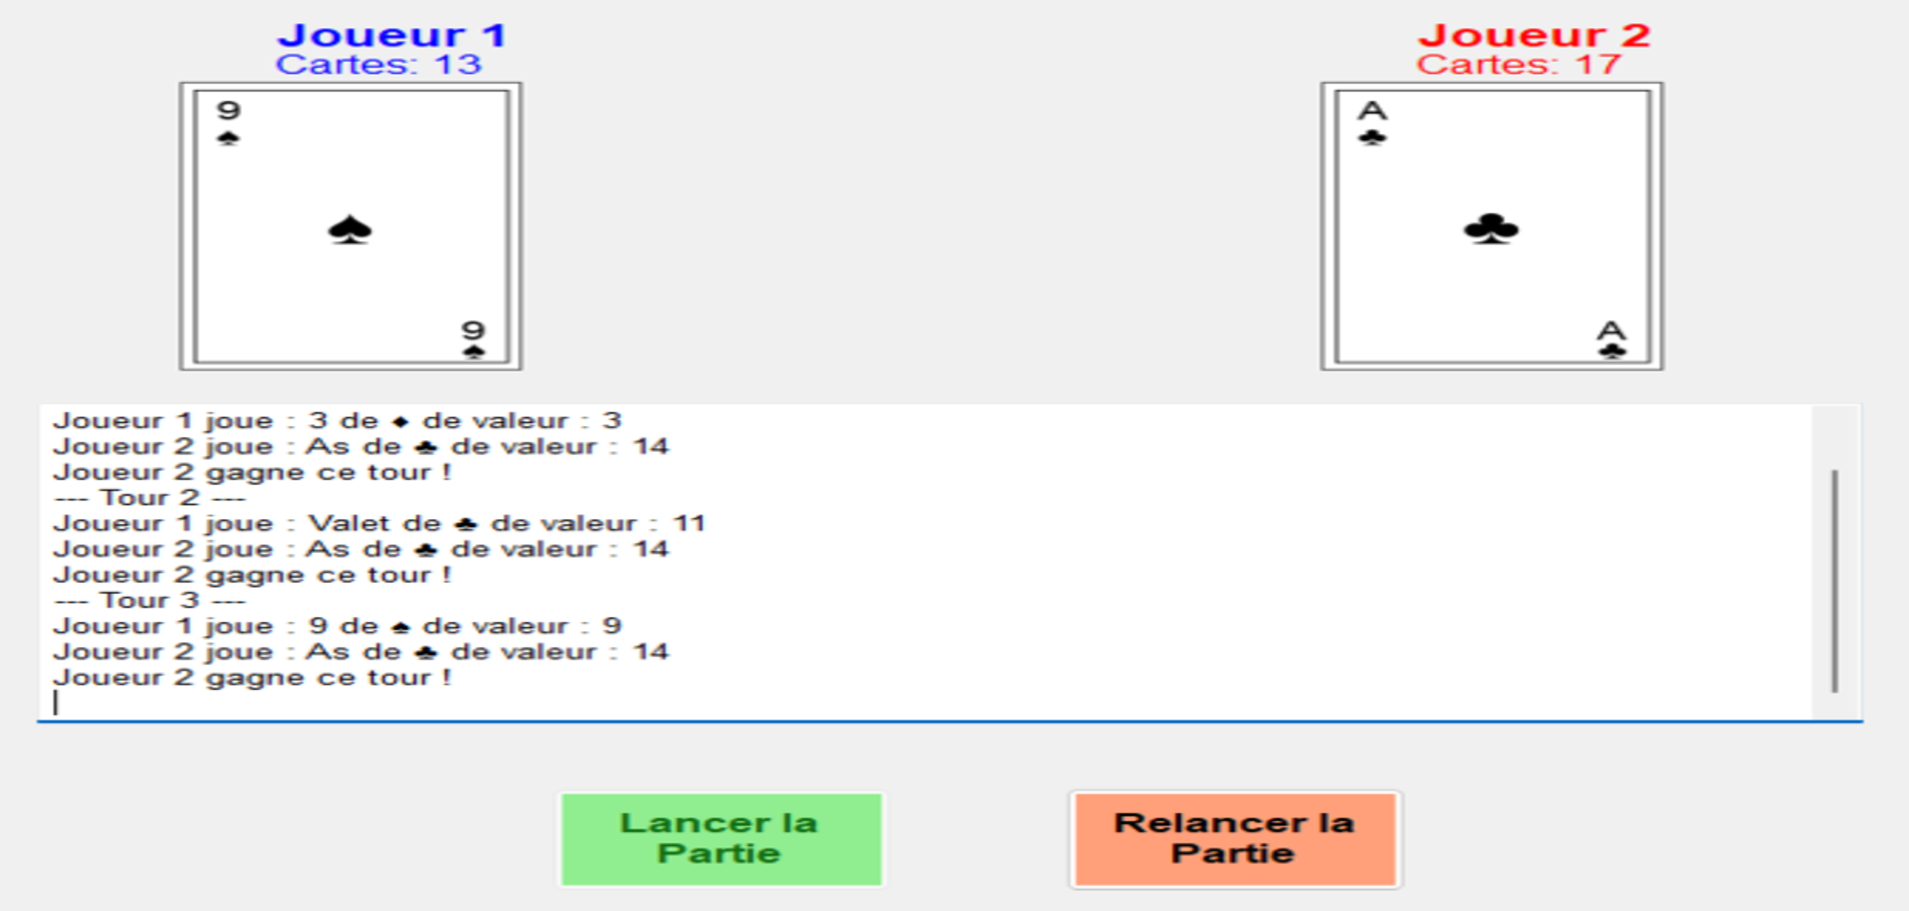 Joueur 1
Cartes: 13
Joueur 2
Cartes: 17
9
♠
♠
9
♠
A
♣
♣
A
♣
Joueur 1 joue : 3 de ♦ de valeur : 3
Joueur 2 joue : As de ♣ de valeur : 14
Joueur 2 gagne ce tour !
--- Tour 2 ---
Joueur 1 joue : Valet de ♣ de valeur : 11
Joueur 2 joue : As de ♣ de valeur : 14
Joueur 2 gagne ce tour !
--- Tour 3 ---
Joueur 1 joue : 9 de ♠ de valeur : 9
Joueur 2 joue : As de ♣ de valeur : 14
Joueur 2 gagne ce tour !
Lancer la
Partie
Relancer la
Partie